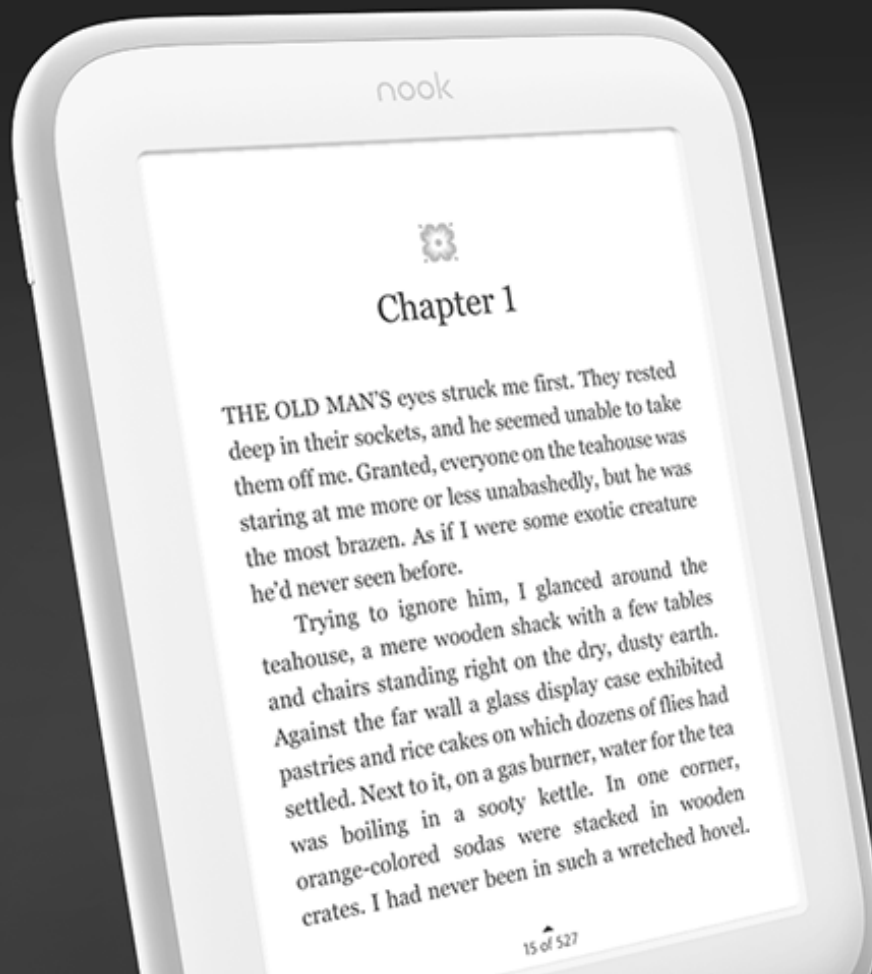 nook
Chapter 1
THE OLD MAN'S eyes struck me first. They rested
deep in their sockets, and he seemed unable to take
them off me. Granted, everyone on the teahouse was
staring at me more or less unabashedly, but he was
the most brazen. As if I were some exotic creature
he'd never seen before.
Trying to ignore him, I glanced around the
teahouse, a mere wooden shack with a few tables
and chairs standing right on the dry, dusty earth.
Against the far wall a glass display case exhibited
pastries and rice cakes on which dozens of flies had
settled. Next to it, on a gas burner, water for the tea
was boiling in a sooty kettle. In one corner,
orange-colored sodas were stacked in wooden
crates. I had never been in such a wretched hovel.
15 of 527